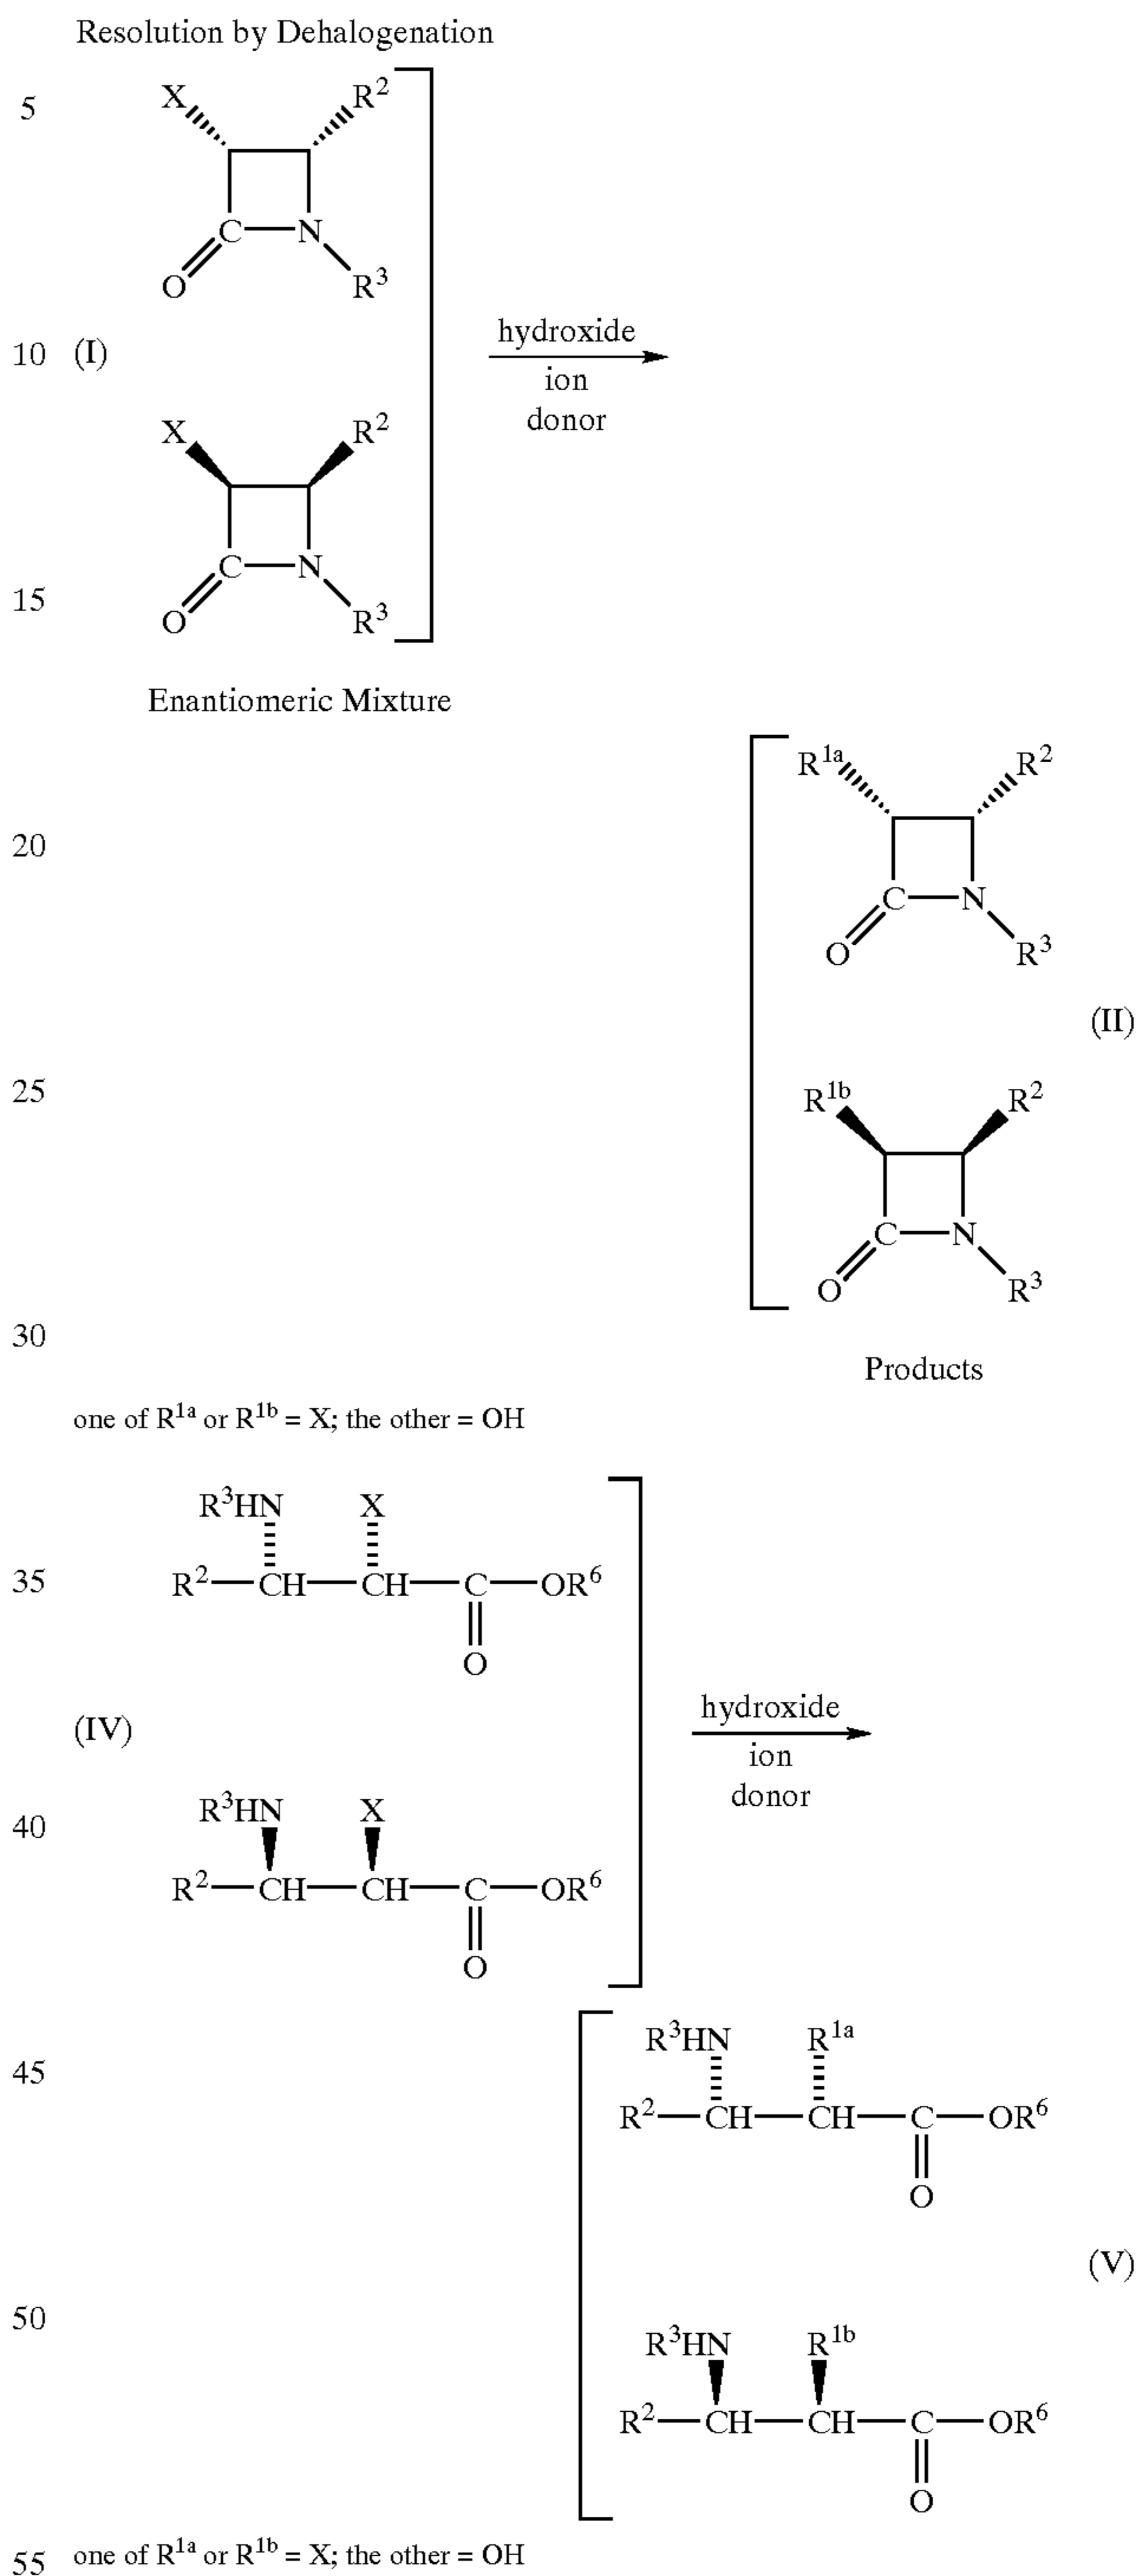 Resolution by Dehalogenation
5
X R²
C N
O R³
10 (I)
hydroxide
ion
donor
X R²
C N
15
O R³
Enantiomeric Mixture
R¹ᵃ R²
20
C N
O R³
(II)
25
R¹ᵇ R²
C N
O R³
30
Products
one of R¹ᵃ or R¹ᵇ = X; the other = OH
R³HN X
35
R² CH CH C OR⁶
O
(IV)
hydroxide
ion
donor
40
R³HN X
R² CH CH C OR⁶
O
45
R³HN R¹ᵃ
R² CH CH C OR⁶
O
(V)
50
R³HN R¹ᵇ
R² CH CH C OR⁶
O
55 one of R¹ᵃ or R¹ᵇ = X; the other = OH